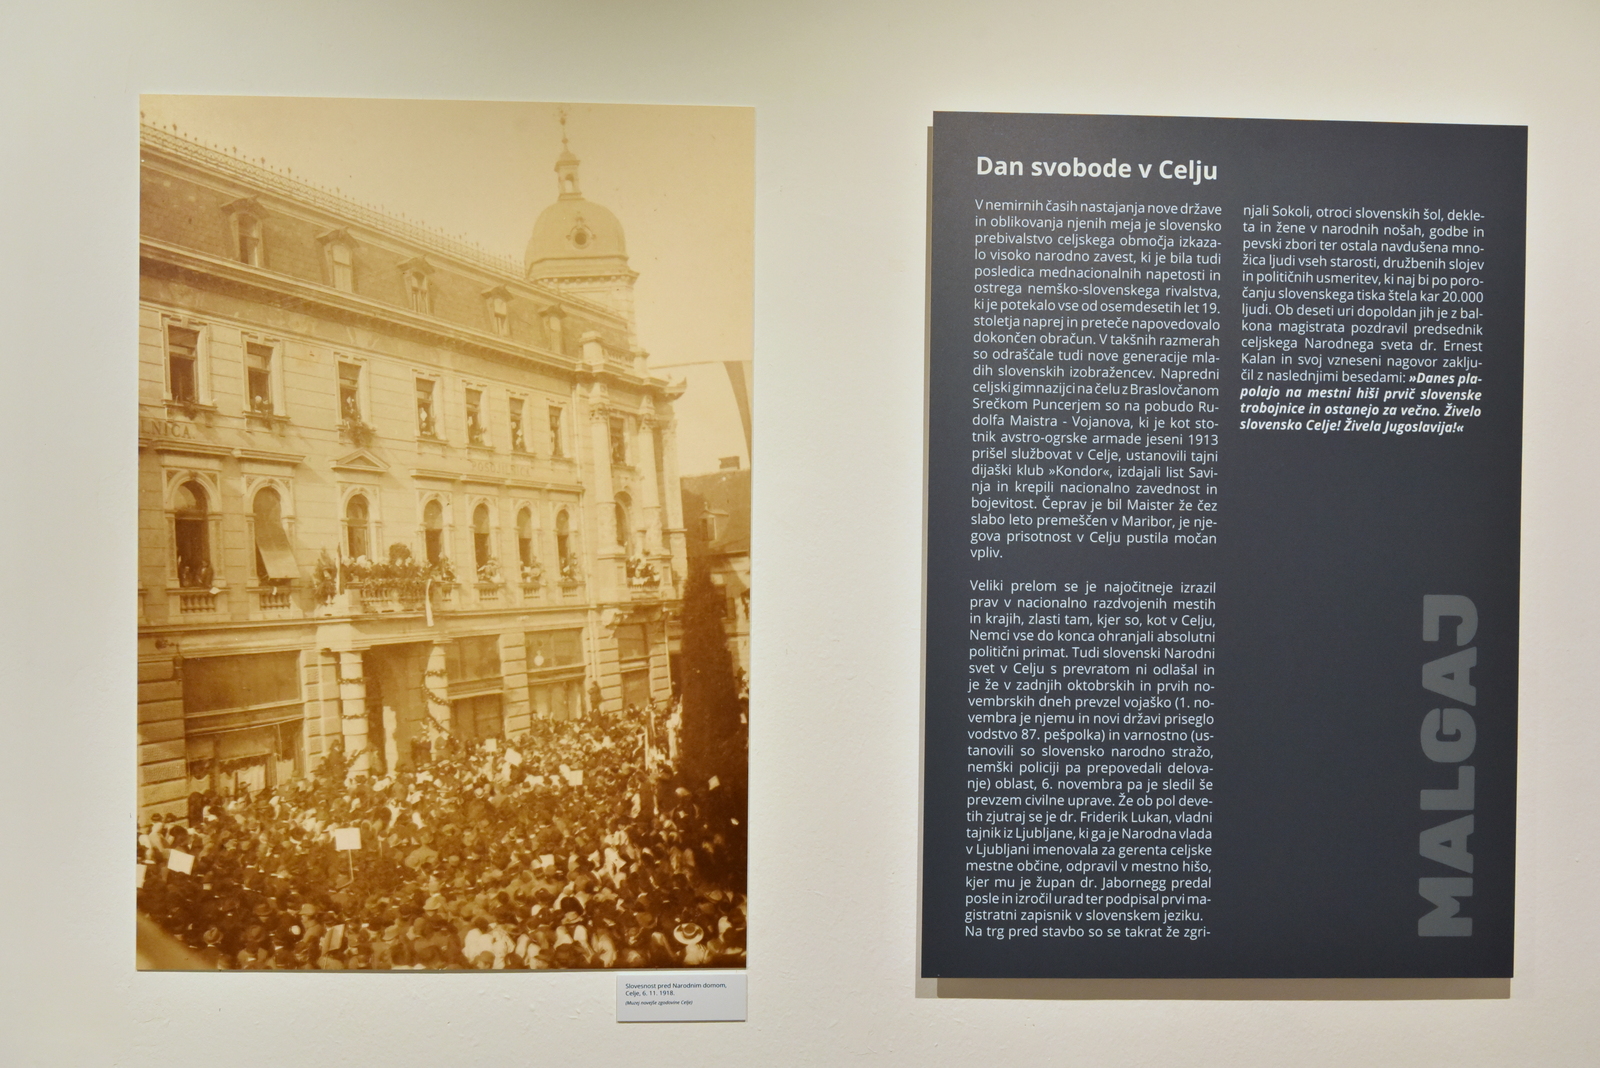 LNICA
Slovesnost pred Narodnim domom,
Celje, 6. 11. 1918.
(Muzej novejše zgodovine Celje)
Dan svobode v Celju
V nemirnih časih nastajanja nove države
in oblikovanja njenih meja je slovensko
prebivalstvo celjskega območja izkaza-
lo visoko narodno zavest, ki je bila tudi
posledica mednacionalnih napetosti in
ostrega nemško-slovenskega rivalstva,
ki je potekalo vse od osemdesetih let 19.
stoletja naprej in preteče napovedovalo
dokončen obračun. V takšnih razmerah
so odraščale tudi nove generacije mla-
dih slovenskih izobražencev. Napredni
celjski gimnazijci na čelu z Braslovčanom
Srečkom Puncerjem so na pobudo Ru-
dolfa Maistra - Vojanova, ki je kot sto-
tnik avstro-ogrske armade jeseni 1913
prišel službovat v Celje, ustanovili tajni
dijaški klub »Kondor«, izdajali list Savi-
nja in krepili nacionalno zavednost in
bojevitost. Čeprav je bil Maister že čez
slabo leto premeščen v Maribor, je nje-
gova prisotnost v Celju pustila močan
vpliv.
Veliki prelom se je najočitneje izrazil
prav v nacionalno razdvojenih mestih
in krajih, zlasti tam, kjer so, kot v Celju,
Nemci vse do konca ohranjali absolutni
politični primat. Tudi slovenski Narodni
svet v Celju s prevratom ni odlašal in
je že v zadnjih oktobrskih in prvih no-
vembrskih dneh prevzel vojaško (1. no-
vembra je njemu in novi državi priseglo
vodstvo 87. pešpolka) in varnostno (us-
tanovili so slovensko narodno stražo,
nemški policiji pa prepovedali delova-
nje) oblast, 6. novembra pa je sledil še
prevzem civilne uprave. Že ob pol deve-
tih zjutraj se je dr. Friderik Lukan, vladni
tajnik iz Ljubljane, ki ga je Narodna vlada
v Ljubljani imenovala za gerenta celjske
mestne občine, odpravil v mestno hišo,
kjer mu je župan dr. Jabornegg predal
posle in izročil urad ter podpisal prvi ma-
gistratni zapisnik v slovenskem jeziku.
Na trg pred stavbo so se takrat že zgri-
njali Sokoli, otroci slovenskih šol, dekle-
ta in žene v narodnih nošah, godbe in
pevski zbori ter ostala navdušena mno-
žica ljudi vseh starosti, družbenih slojev
in političnih usmeritev, ki naj bi po poro-
čanju slovenskega tiska štela kar 20.000
ljudi. Ob deseti uri dopoldan jih je z bal-
kona magistrata pozdravil predsednik
celjskega Narodnega sveta dr. Ernest
Kalan in svoj vzneseni nagovor zaklju-
čil z naslednjimi besedami: »Danes pla-
polajo na mestni hiši prvič slovenske
trobojnice in ostanejo za večno. Živelo
slovensko Celje! Živela Jugoslavija!«
MALGAJ